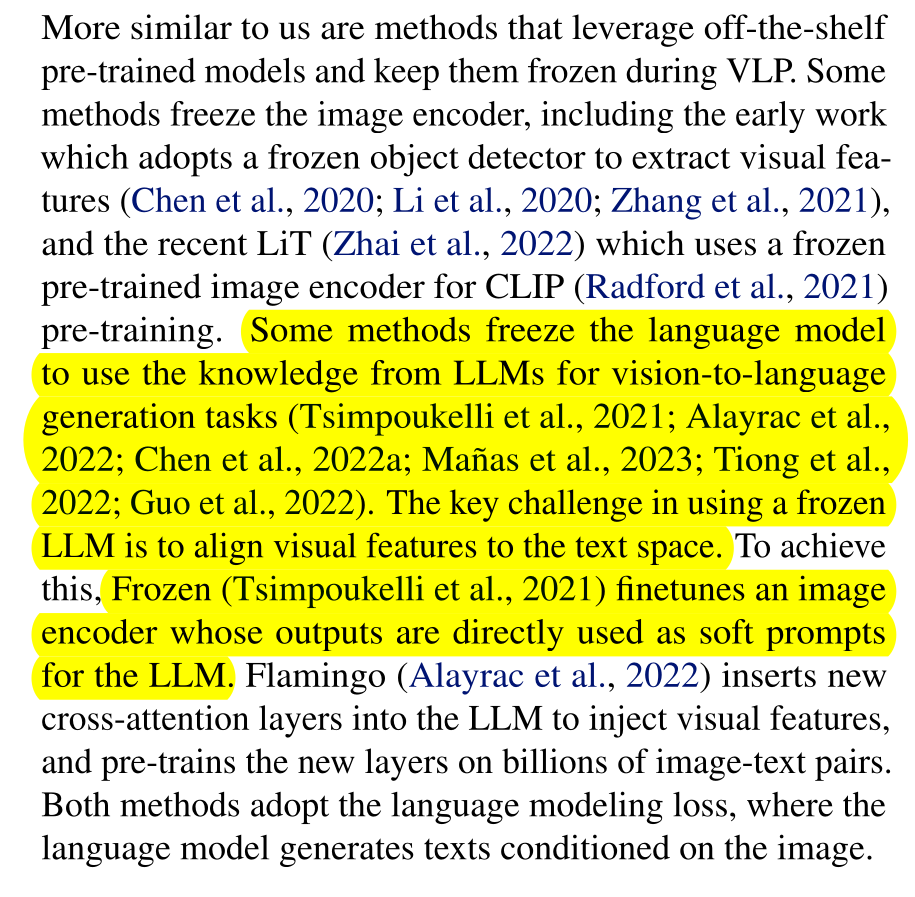 More similar to us are methods that leverage off-the-shelf
pre-trained models and keep them frozen during VLP. Some
methods freeze the image encoder, including the early work
which adopts a frozen object detector to extract visual fea-
tures (Chen et al., 2020; Li et al., 2020; Zhang et al., 2021),
and the recent LiT (Zhai et al., 2022) which uses a frozen
pre-trained image encoder for CLIP (Radford et al., 2021)
pre-training. Some methods freeze the language model
to use the knowledge from LLMs for vision-to-language
generation tasks (Tsimpoukelli et al., 2021; Alayrac et al.,
2022; Chen et al., 2022a; Mañas et al., 2023; Tiong et al.,
2022; Guo et al., 2022). The key challenge in using a frozen
LLM is to align visual features to the text space. To achieve
this, Frozen (Tsimpoukelli et al., 2021) finetunes an image
encoder whose outputs are directly used as soft prompts
for the LLM. Flamingo (Alayrac et al., 2022) inserts new
cross-attention layers into the LLM to inject visual features,
and pre-trains the new layers on billions of image-text pairs.
Both methods adopt the language modeling loss, where the
language model generates texts conditioned on the image.